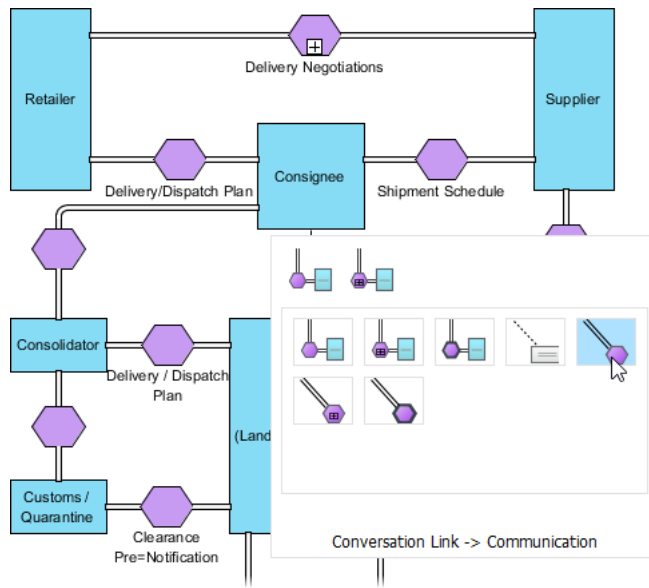 Delivery Negotiations
Retailer
Supplier
Delivery/Dispatch Plan
Consignee
Shipment Schedule
Consolidator
Delivery / Dispatch
Plan
(Land
Customs /
Quarantine
Clearance
Pre=Notification
Conversation Link -> Communication